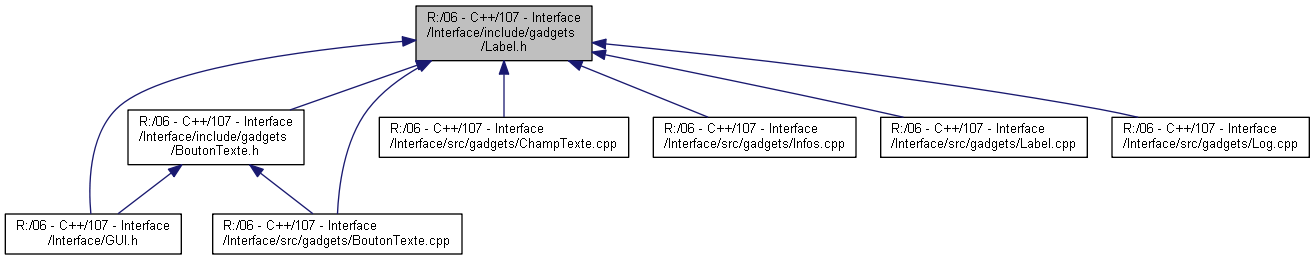 R:/06 - C++/107 - Interface
/Interface/include/gadgets
/Label.h
R:/06 - C++/107 - Interface
/Interface/include/gadgets
/BoutonTexte.h
R:/06 - C++/107 - Interface
/Interface/src/gadgets/ChampTexte.cpp
R:/06 - C++/107 - Interface
/Interface/src/gadgets/Infos.cpp
R:/06 - C++/107 - Interface
/Interface/src/gadgets/Label.cpp
R:/06 - C++/107 - Interface
/Interface/src/gadgets/Log.cpp
R:/06 - C++/107 - Interface
/Interface/GUI.h
R:/06 - C++/107 - Interface
/Interface/src/gadgets/BoutonTexte.cpp